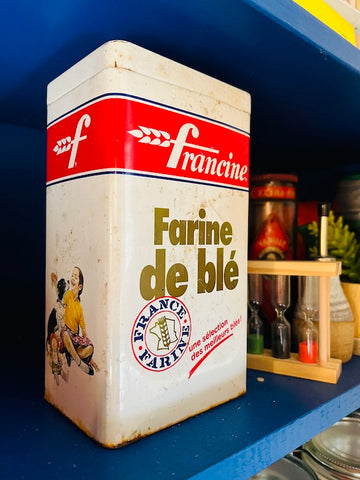 f
francine
Farine
de blé
FRANCE
FARINE
une sélection
des meilleurs blés!